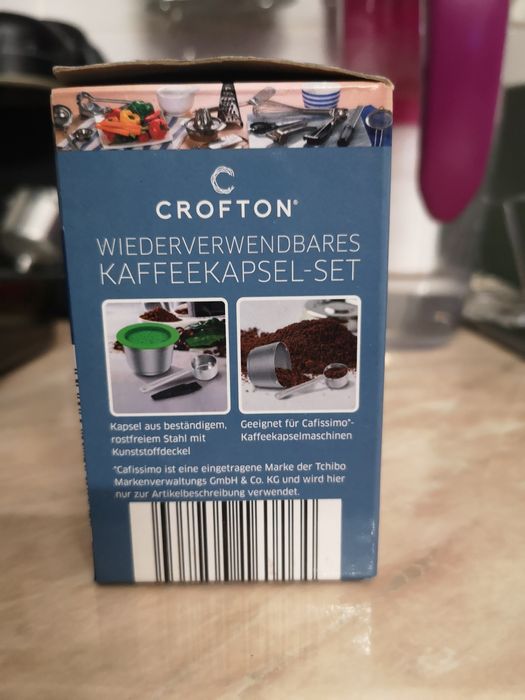 CROFTON®
WIEDERVERWENDBARES
KAFFEEKAPSEL-SET
Kapsel aus beständigem,
rostfreiem Stahl mit
Kunststoffdeckel
Geeignet für Cafissimo*-
Kaffeekapselmaschinen
*Cafissimo ist eine eingetragene Marke der Tchibo
Markenverwaltungs GmbH & Co. KG und wird hier
nur zur Artikelbeschreibung verwendet.